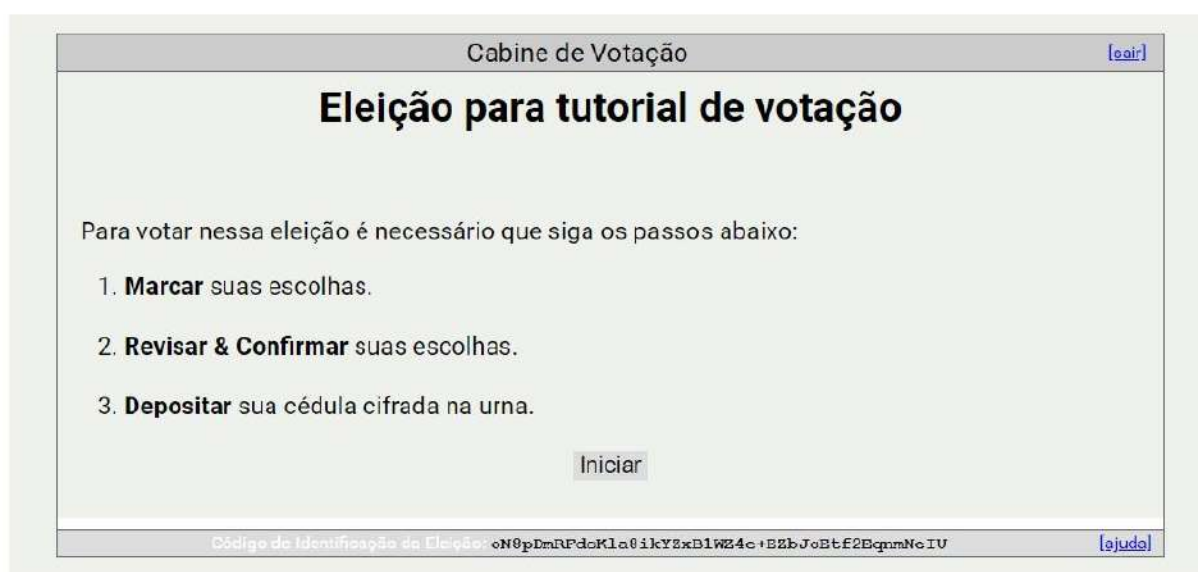 Cabine de Votação [sair]
Eleição para tutorial de votação
Para votar nessa eleição é necessário que siga os passos abaixo:
1. Marcar suas escolhas.
2. Revisar & Confirmar suas escolhas.
3. Depositar sua cédula cifrada na urna.
Iniciar
Código de Identificação da Eleição: [ajuda]